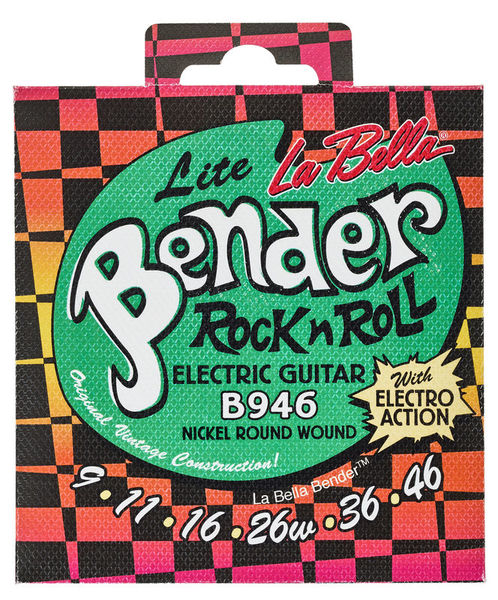 La Bella©
Lite
Bender
ROCK n ROLL
ELECTRIC GUITAR
B946
NICKEL ROUND WOUND
With
ELECTRO
ACTION
Original Vintage Construction!
La Bella Bender™
9•11•16•26w•36•46